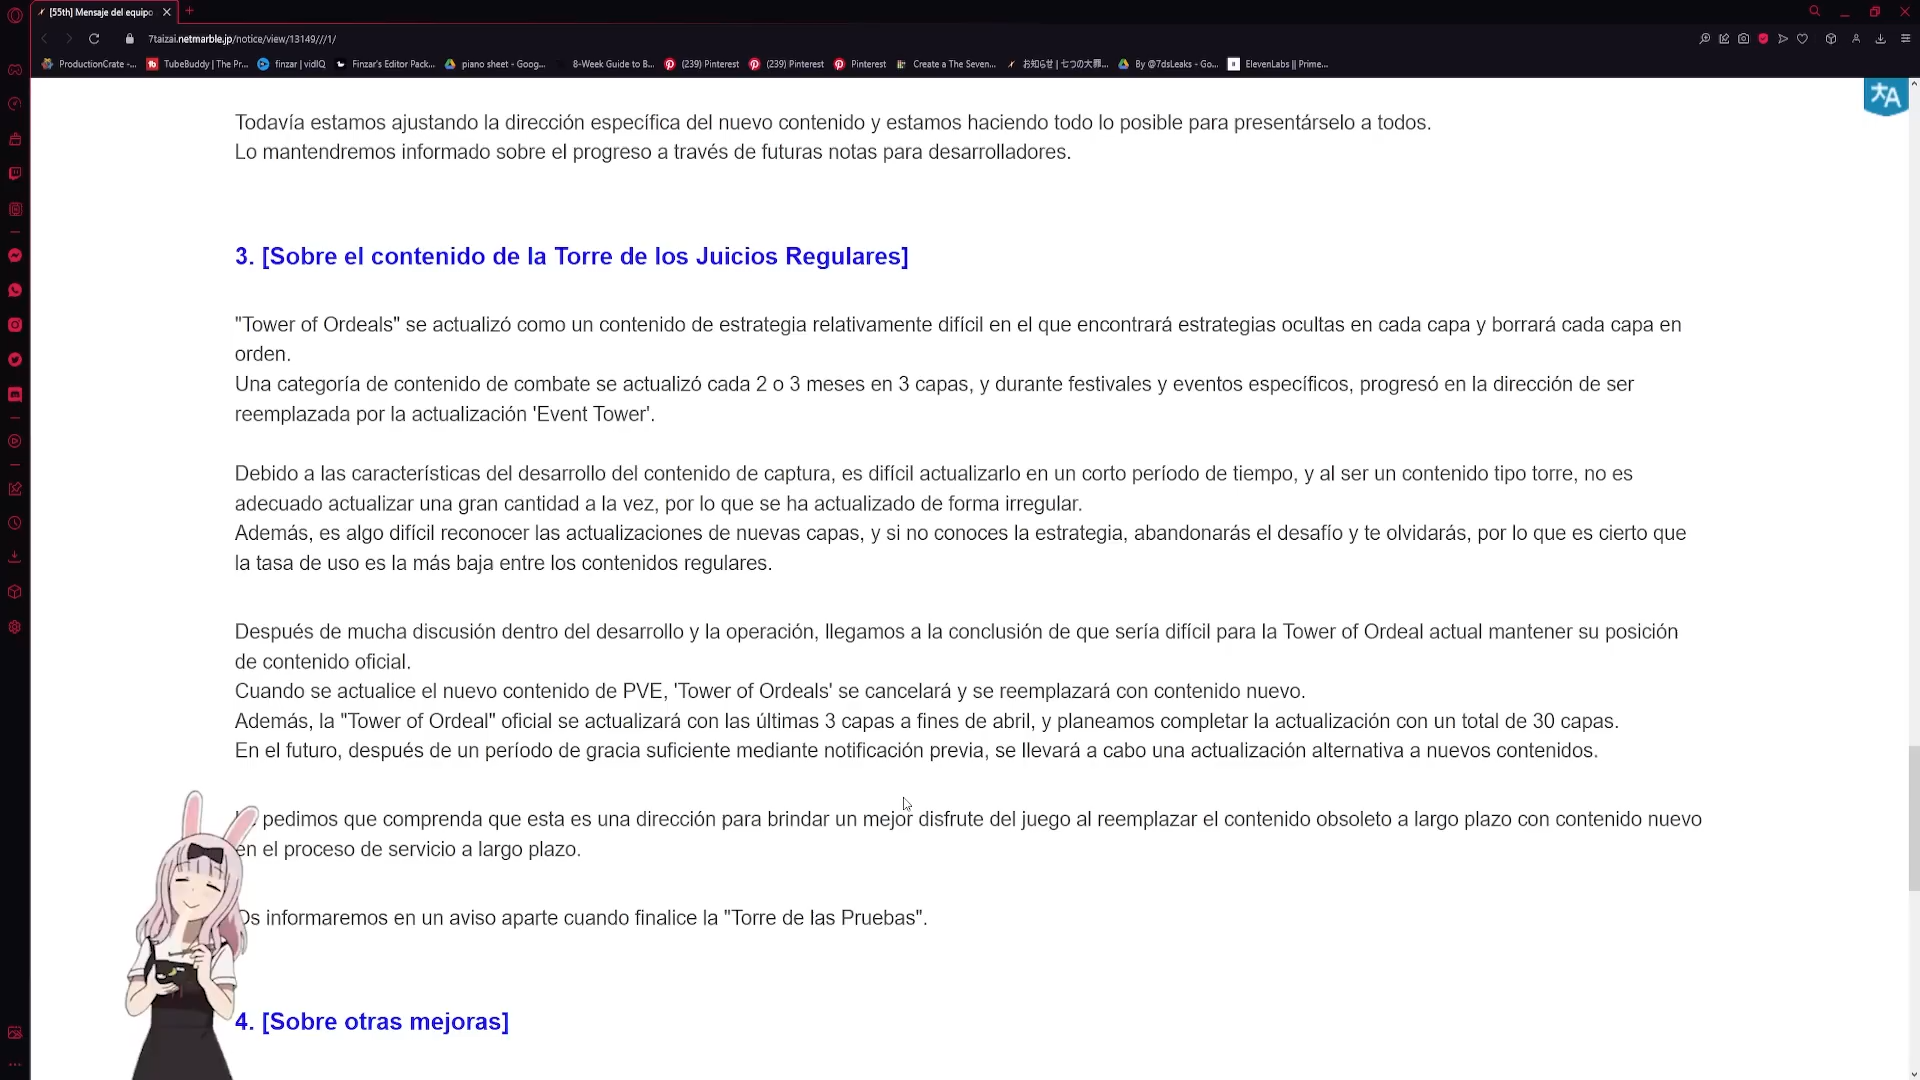 [55th] Mensaje del equipo
7taizai.netmarble.jp/notice/view/13149///1/
ProductionCrate -... TubeBuddy | The Pr... finzar | vidIQ Finzar's Editor Pack... piano sheet - Goog... 8-Week Guide to B... (239) Pinterest (239) Pinterest Pinterest Create a The Seven... お知らせ | 七つの大罪... By @7dsLeaks - Go... ElevenLabs || Prime...
Todavía estamos ajustando la dirección específica del nuevo contenido y estamos haciendo todo lo posible para presentárselo a todos.
Lo mantendremos informado sobre el progreso a través de futuras notas para desarrolladores.
3. [Sobre el contenido de la Torre de los Juicios Regulares]
"Tower of Ordeals" se actualizó como un contenido de estrategia relativamente difícil en el que encontrará estrategias ocultas en cada capa y borrará cada capa en
orden.
Una categoría de contenido de combate se actualizó cada 2 o 3 meses en 3 capas, y durante festivales y eventos específicos, progresó en la dirección de ser
reemplazada por la actualización 'Event Tower'.
Debido a las características del desarrollo del contenido de captura, es difícil actualizarlo en un corto período de tiempo, y al ser un contenido tipo torre, no es
adecuado actualizar una gran cantidad a la vez, por lo que se ha actualizado de forma irregular.
Además, es algo difícil reconocer las actualizaciones de nuevas capas, y si no conoces la estrategia, abandonarás el desafío y te olvidarás, por lo que es cierto que
la tasa de uso es la más baja entre los contenidos regulares.
Después de mucha discusión dentro del desarrollo y la operación, llegamos a la conclusión de que sería difícil para la Tower of Ordeal actual mantener su posición
de contenido oficial.
Cuando se actualice el nuevo contenido de PVE, 'Tower of Ordeals' se cancelará y se reemplazará con contenido nuevo.
Además, la "Tower of Ordeal" oficial se actualizará con las últimas 3 capas a fines de abril, y planeamos completar la actualización con un total de 30 capas.
En el futuro, después de un período de gracia suficiente mediante notificación previa, se llevará a cabo una actualización alternativa a nuevos contenidos.
pedimos que comprenda que esta es una dirección para brindar un mejor disfrute del juego al reemplazar el contenido obsoleto a largo plazo con contenido nuevo
en el proceso de servicio a largo plazo.
Os informaremos en un aviso aparte cuando finalice la "Torre de las Pruebas".
4. [Sobre otras mejoras]